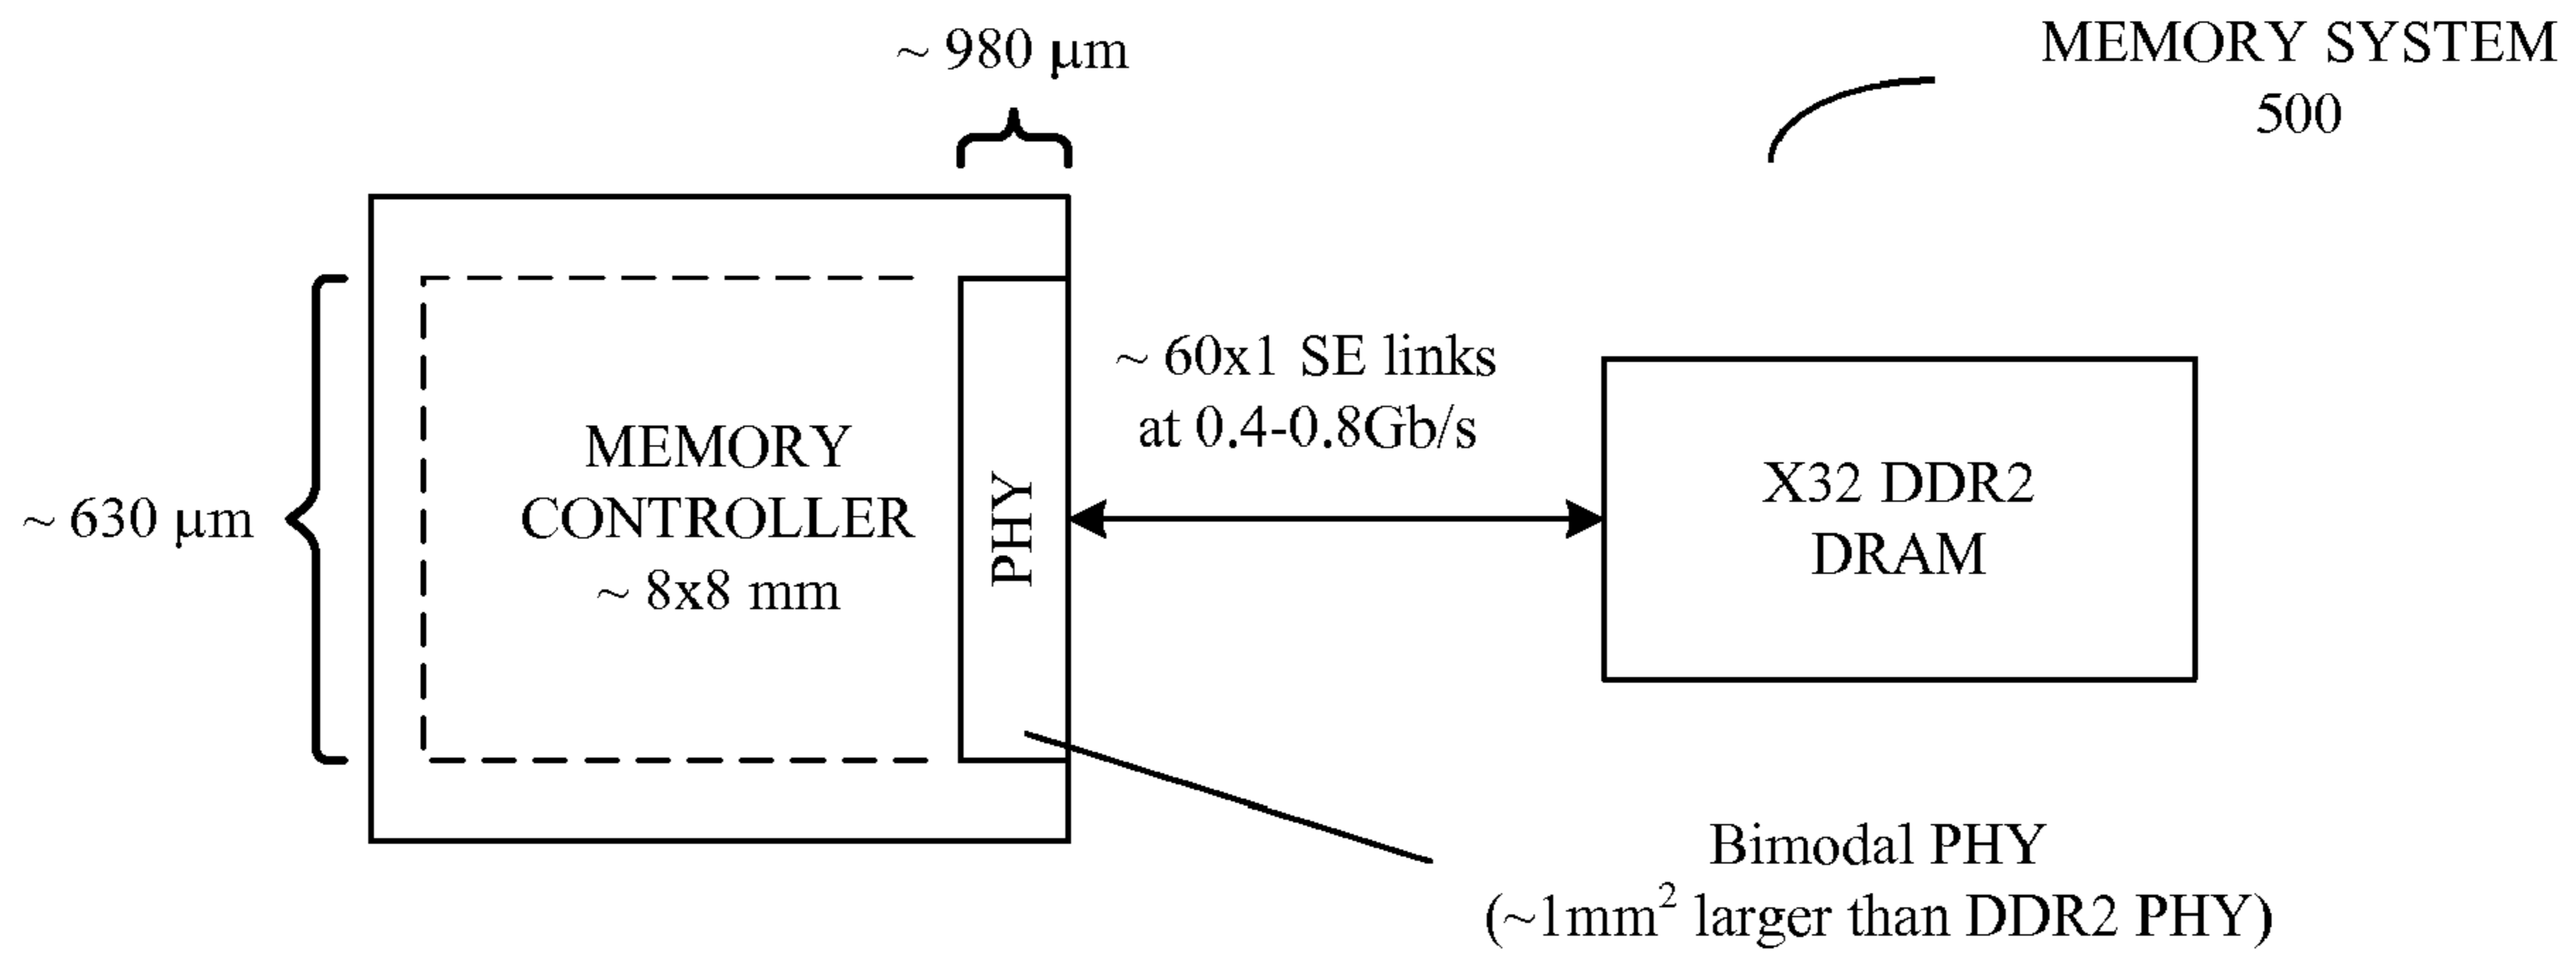 ~ 980 μm
MEMORY SYSTEM
500
~ 630 μm
MEMORY
CONTROLLER
~ 8x8 mm
PHY
~ 60x1 SE links
at 0.4-0.8Gb/s
X32 DDR2
DRAM
Bimodal PHY
(~1mm² larger than DDR2 PHY)